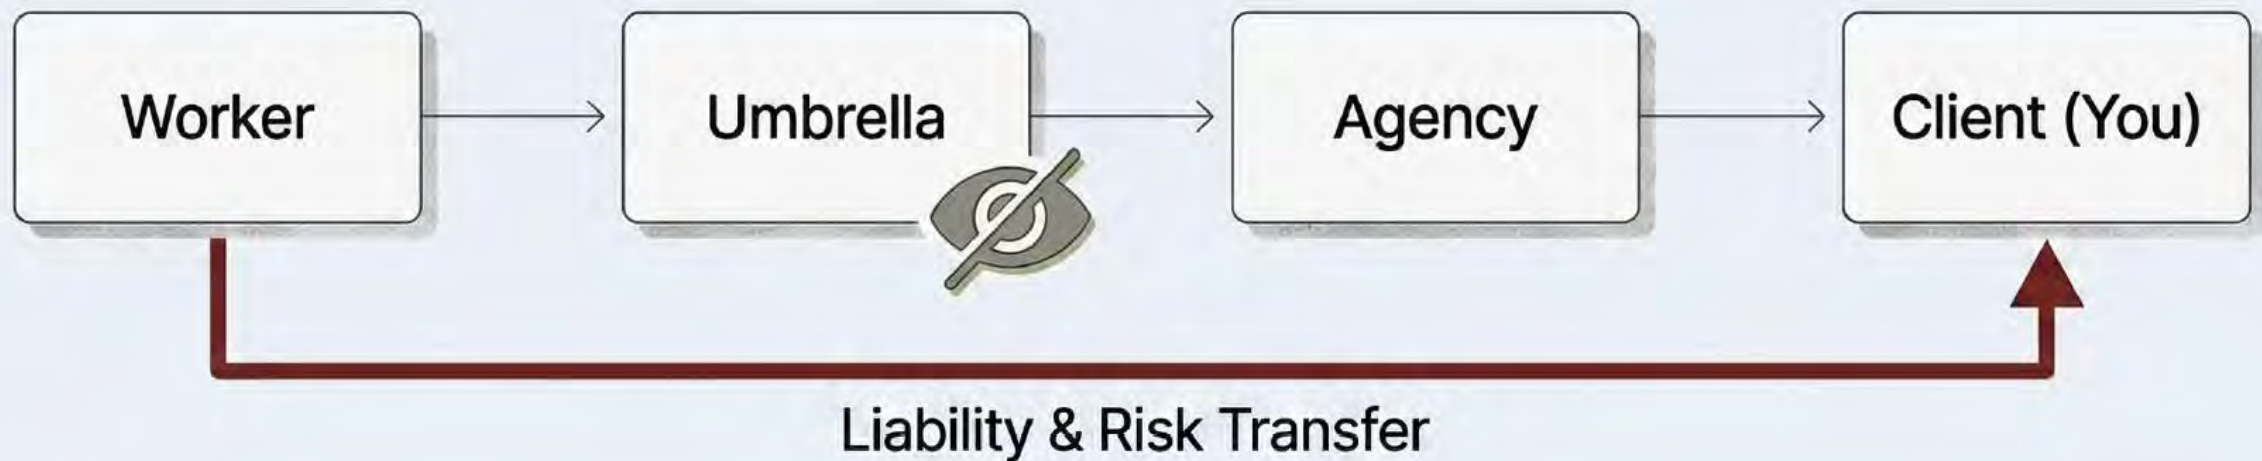 Worker
Umbrella
Agency
Client (You)
Liability & Risk Transfer